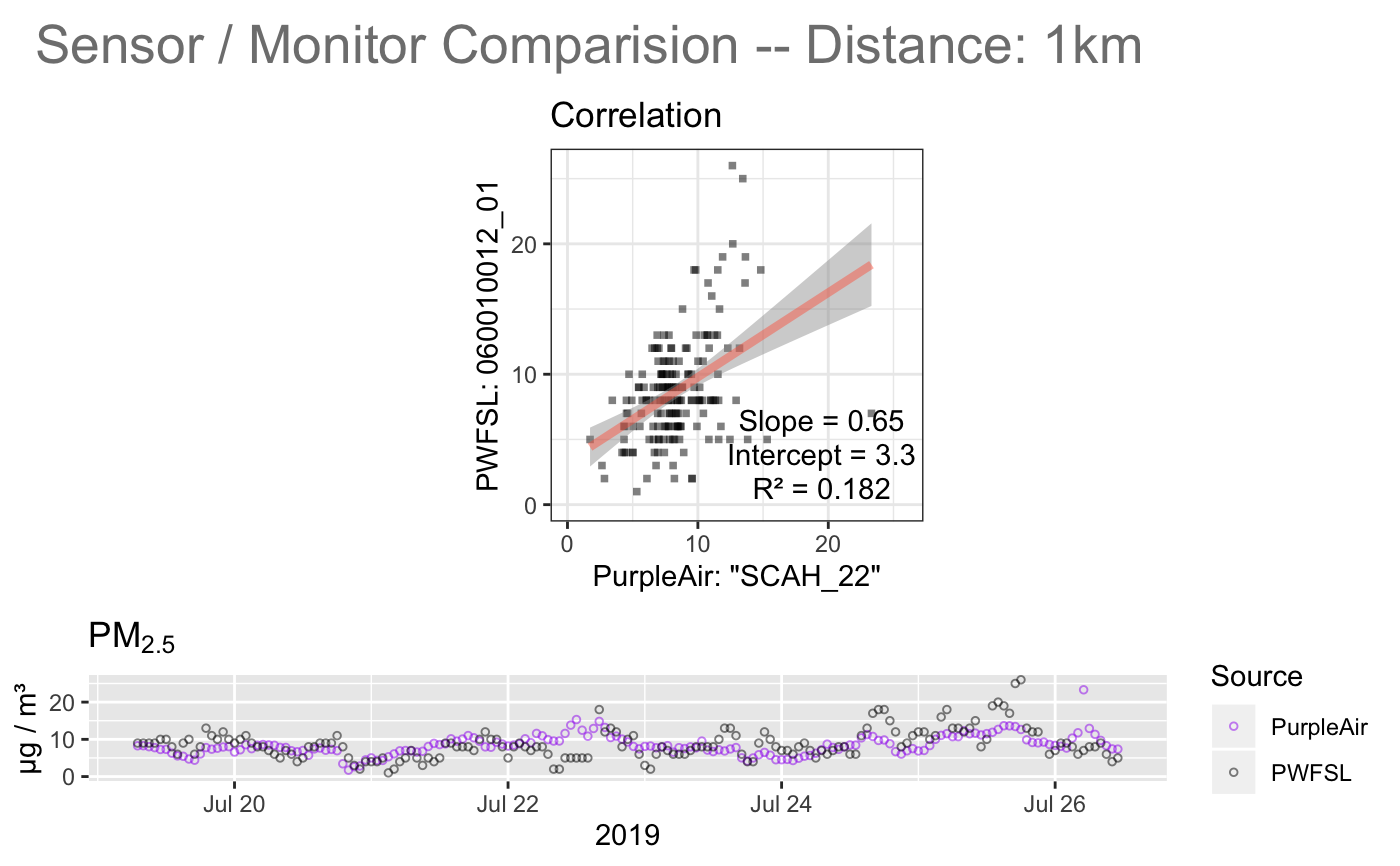 Sensor / Monitor Comparision -- Distance: 1km
Correlation
PWFSL: 060010012_01
20
10
0
Slope = 0.65
Intercept = 3.3
R² = 0.182
0 10 20
PurpleAir: "SCAH_22"
PM2.5
µg / m³
20
10
0
Jul 20 Jul 22 Jul 24 Jul 26
2019
Source
PurpleAir
PWFSL